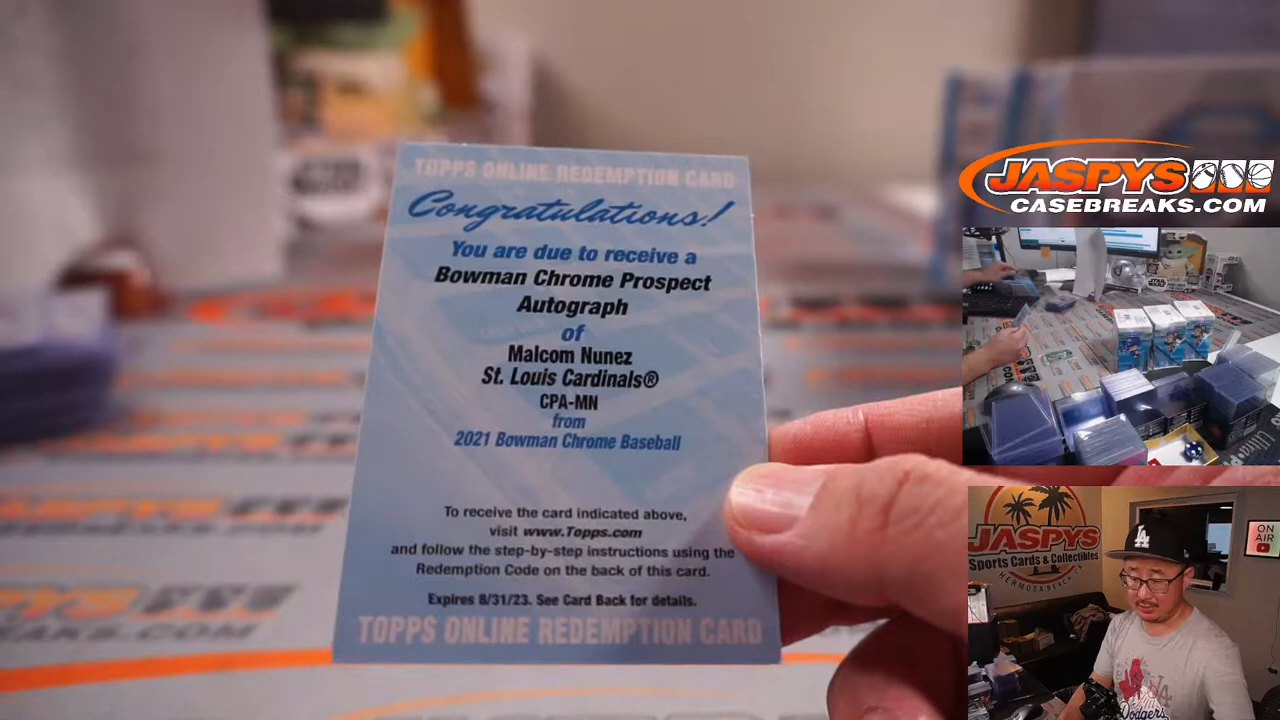 TOPPS ONLINE REDEMPTION CARD
Congratulations!
You are due to receive a
Bowman Chrome Prospect
Autograph
of
Malcom Nunez
St. Louis Cardinals®
CPA-MN
from
2021 Bowman Chrome Baseball
To receive the card indicated above,
visit www.Topps.com
and follow the step-by-step instructions using the
Redemption Code on the back of this card.
Expires 8/31/23. See Card Back for details.
TOPPS ONLINE REDEMPTION CARD
JASPYS
CASEBREAKS.COM
STAR
WARS
JASPYS
Sports Cards & Collectibles
HERMOSA BEACH
ON
AIR
LA
Dodgers